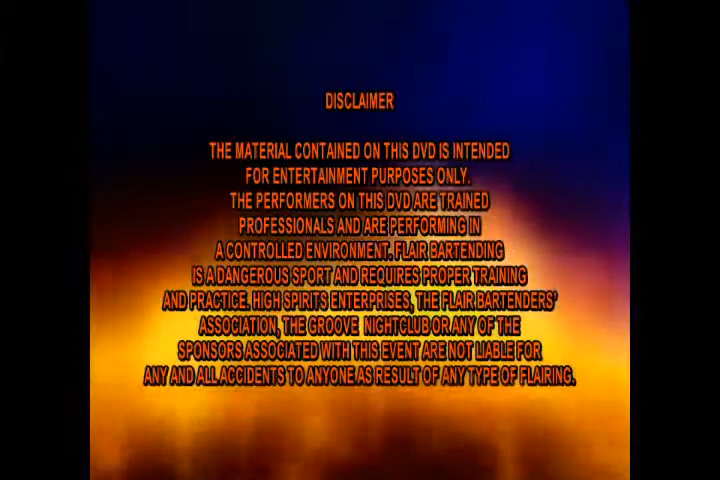 DISCLAIMER
THE MATERIAL CONTAINED ON THIS DVD IS INTENDED
FOR ENTERTAINMENT PURPOSES ONLY.
THE PERFORMERS ON THIS DVD ARE TRAINED
PROFESSIONALS AND ARE PERFORMING IN
A CONTROLLED ENVIRONMENT. FLAIR BARTENDING
IS A DANGEROUS SPORT AND REQUIRES PROPER TRAINING
AND PRACTICE. HIGH SPIRITS ENTERPRISES, THE FLAIR BARTENDERS'
ASSOCIATION, THE GROOVE NIGHTCLUB OR ANY OF THE
SPONSORS ASSOCIATED WITH THIS EVENT ARE NOT LIABLE FOR
ANY AND ALL ACCIDENTS TO ANYONE AS RESULT OF ANY TYPE OF FLAIRING.